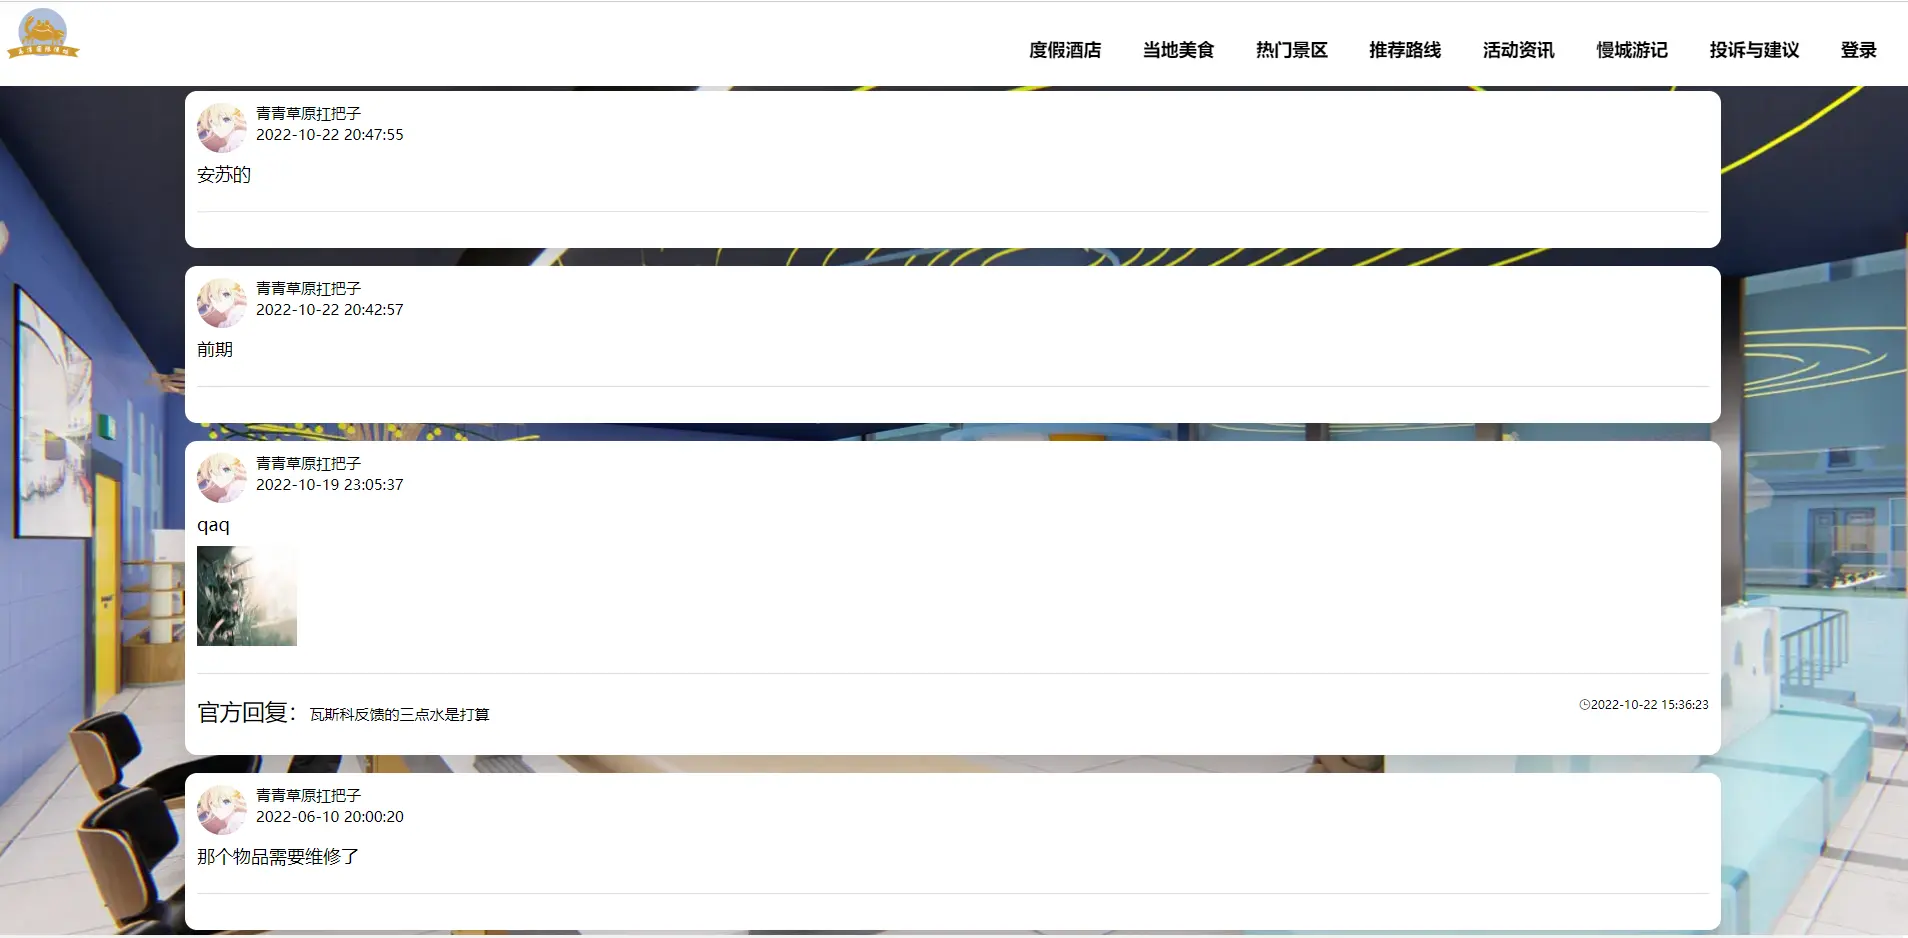 度假酒店 当地美食 热门景区 推荐路线 活动资讯 慢城游记 投诉与建议 登录
青青草原扛把子
2022-10-22 20:47:55
安苏的
青青草原扛把子
2022-10-22 20:42:57
前期
青青草原扛把子
2022-10-19 23:05:37
qaq
官方回复：瓦斯科反馈的三点水是打算
2022-10-22 15:36:23
青青草原扛把子
2022-06-10 20:00:20
那个物品需要维修了